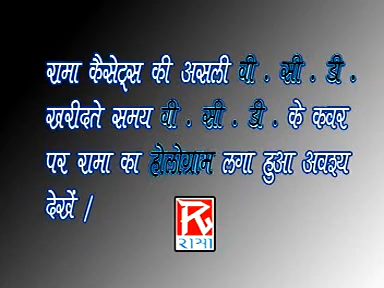 रामा कैसेट्स की असली वी . सी . डी .
खरीदते समय वी . सी . डी . के कवर
पर रामा का होलोग्राम लगा हुआ अवश्य
देखें /
रामा